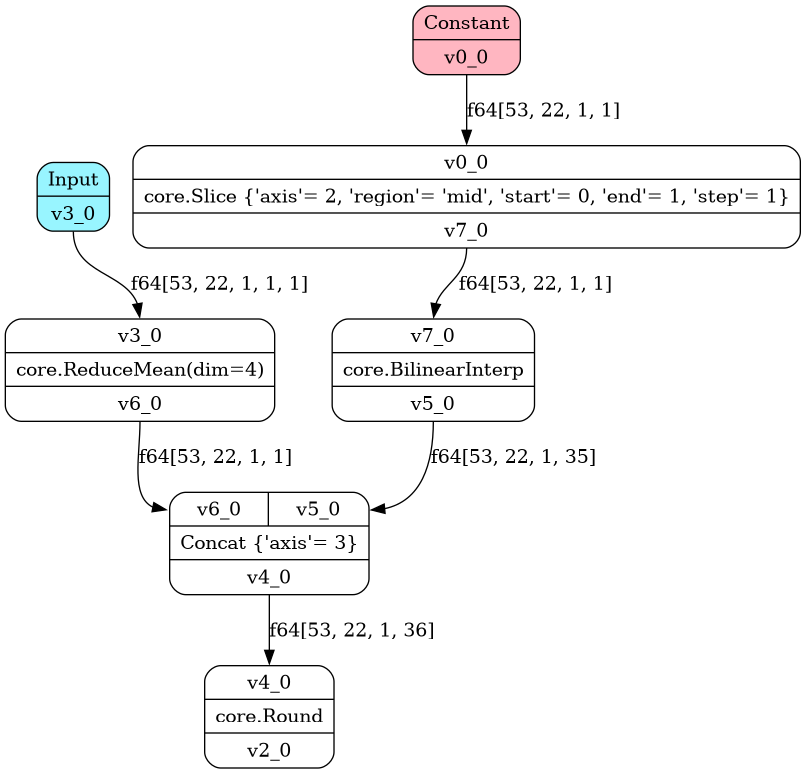 Constant
v0_0
f64[53, 22, 1, 1]
Input
v3_0
v0_0
core.Slice {'axis'= 2, 'region'= 'mid', 'start'= 0, 'end'= 1, 'step'= 1}
v7_0
f64[53, 22, 1, 1, 1]
f64[53, 22, 1, 1]
v3_0
core.ReduceMean(dim=4)
v6_0
v7_0
core.BilinearInterp
v5_0
f64[53, 22, 1, 1]
f64[53, 22, 1, 35]
v6_0 v5_0
Concat {'axis'= 3}
v4_0
f64[53, 22, 1, 36]
v4_0
core.Round
v2_0